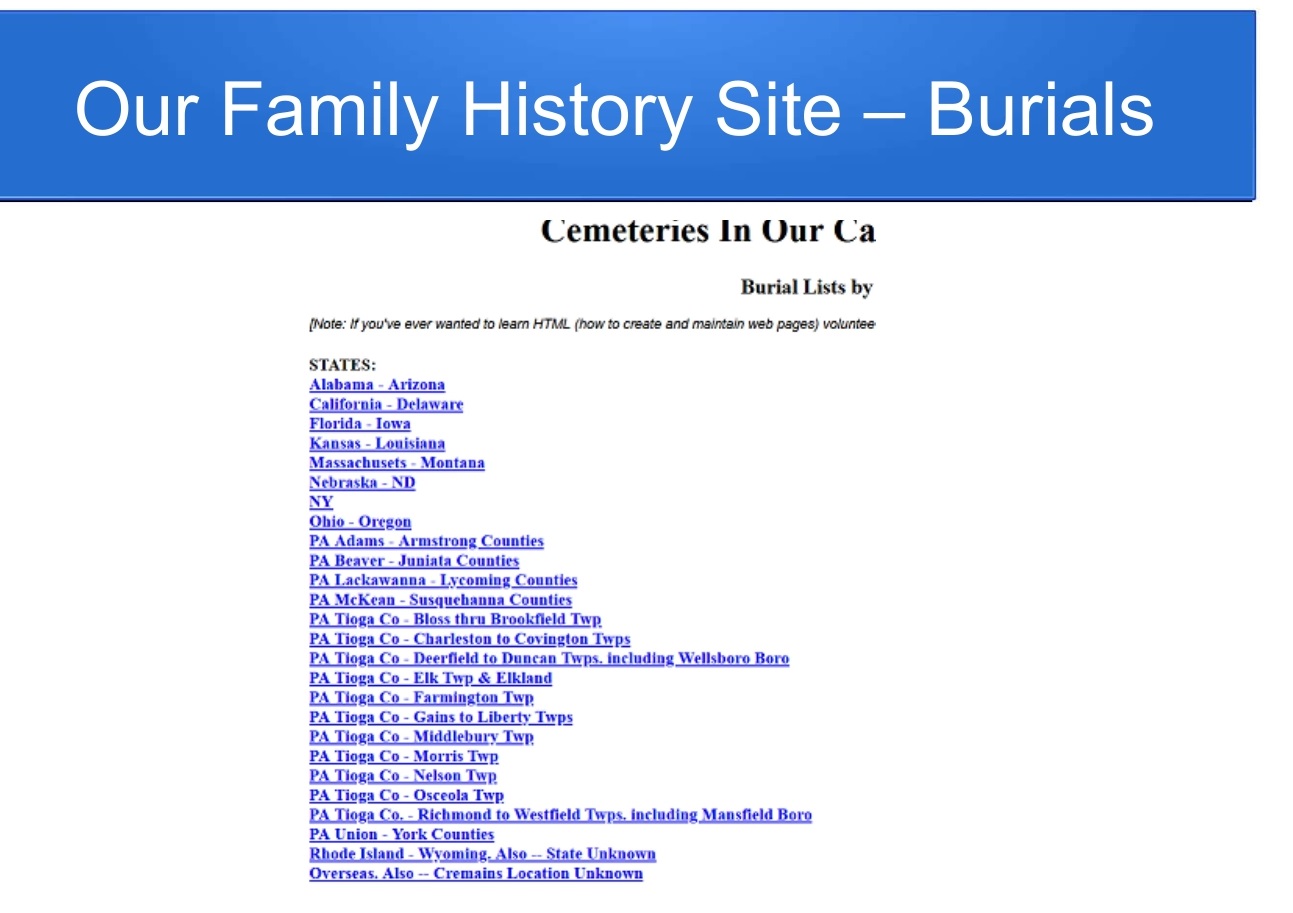 Our Family History Site – Burials
Cemeteries In Our Ca
Burial Lists by
[Note: If you've ever wanted to learn HTML (how to create and maintain web pages) voluntee
STATES:
Alabama - Arizona
California - Delaware
Florida - Iowa
Kansas - Louisiana
Massachusets - Montana
Nebraska - ND
NY
Ohio - Oregon
PA Adams - Armstrong Counties
PA Beaver - Juniata Counties
PA Lackawanna - Lycoming Counties
PA McKean - Susquehanna Counties
PA Tioga Co - Bloss thru Brookfield Twp
PA Tioga Co - Charleston to Covington Twps
PA Tioga Co - Deerfield to Duncan Twps. including Wellsboro Boro
PA Tioga Co - Elk Twp & Elkland
PA Tioga Co - Farmington Twp
PA Tioga Co - Gains to Liberty Twps
PA Tioga Co - Middlebury Twp
PA Tioga Co - Morris Twp
PA Tioga Co - Nelson Twp
PA Tioga Co - Osceola Twp
PA Tioga Co. - Richmond to Westfield Twps. including Mansfield Boro
PA Union - York Counties
Rhode Island - Wyoming. Also -- State Unknown
Overseas. Also -- Cremains Location Unknown